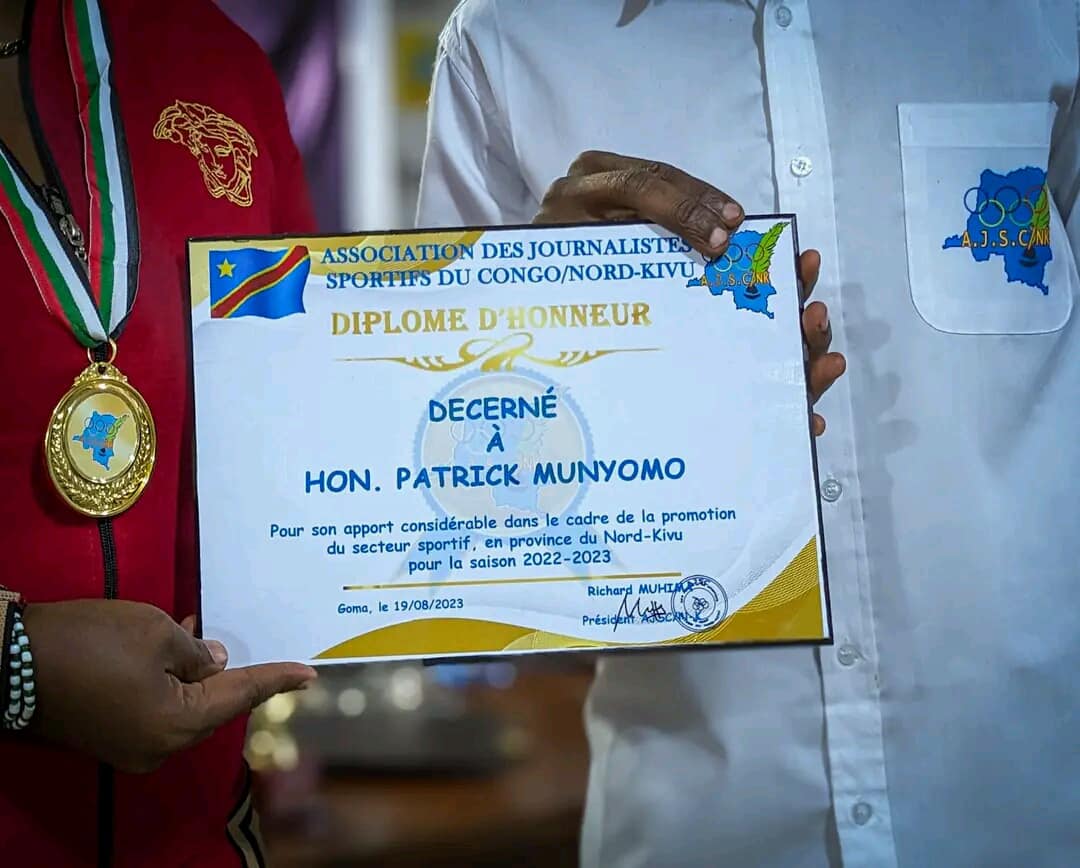 ASSOCIATION DES JOURNALISTES
SPORTIFS DU CONGO/NORD-KIVU
A.J.S.C/NK
DIPLOME D'HONNEUR
DECERNÉ
À
HON. PATRICK MUNYOMO
Pour son apport considérable dans le cadre de la promotion
du secteur sportif, en province du Nord-Kivu
pour la saison 2022-2023
Goma, le 19/08/2023
Richard MUHIMA
Président AJSC/N
A.J.S.C/NK